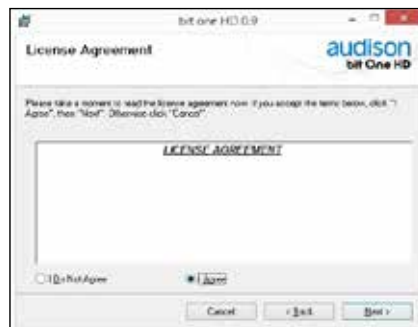 bit one HD 0.9
License Agreement
audison
bit One HD
Please take a moment to read the license agreement now. If you accept the terms below, click "I
Agree", then "Next". Otherwise click "Cancel".
LICENSE AGREEMENT
I Do Not Agree
I Agree
Cancel
< Back
Next >